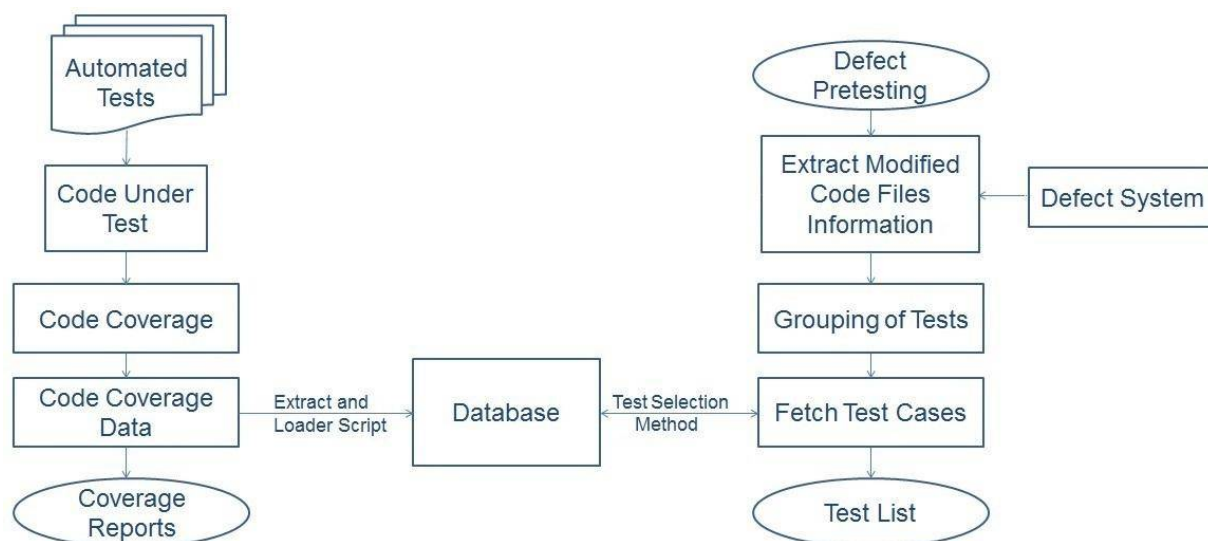 Automated
Tests
Code Under
Test
Code Coverage
Code Coverage
Data
Coverage
Reports
Extract and
Loader Script
Database
Test Selection
Method
Defect
Pretesting
Extract Modified
Code Files
Information
Defect System
Grouping of Tests
Fetch Test Cases
Test List